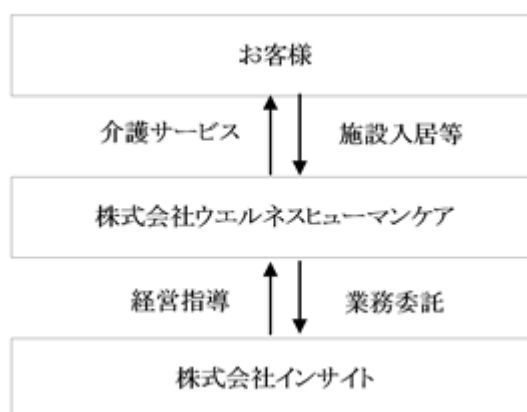 お客様
介護サービス 施設入居等
株式会社ウエルネスヒューマンケア
経営指導 業務委託
株式会社インサイト